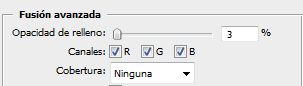 Fusión avanzada
Opacidad de relleno: 3 %
Canales: R G B
Cobertura: Ninguna